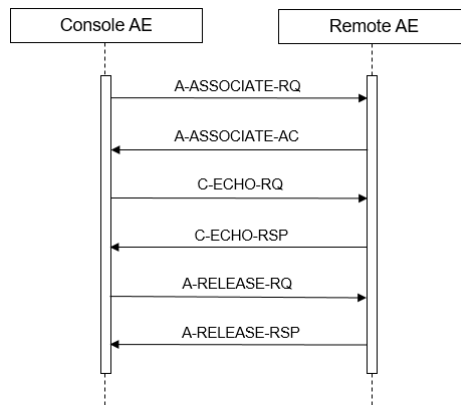 Console AE
Remote AE
A-ASSOCIATE-RQ
A-ASSOCIATE-AC
C-ECHO-RQ
C-ECHO-RSP
A-RELEASE-RQ
A-RELEASE-RSP